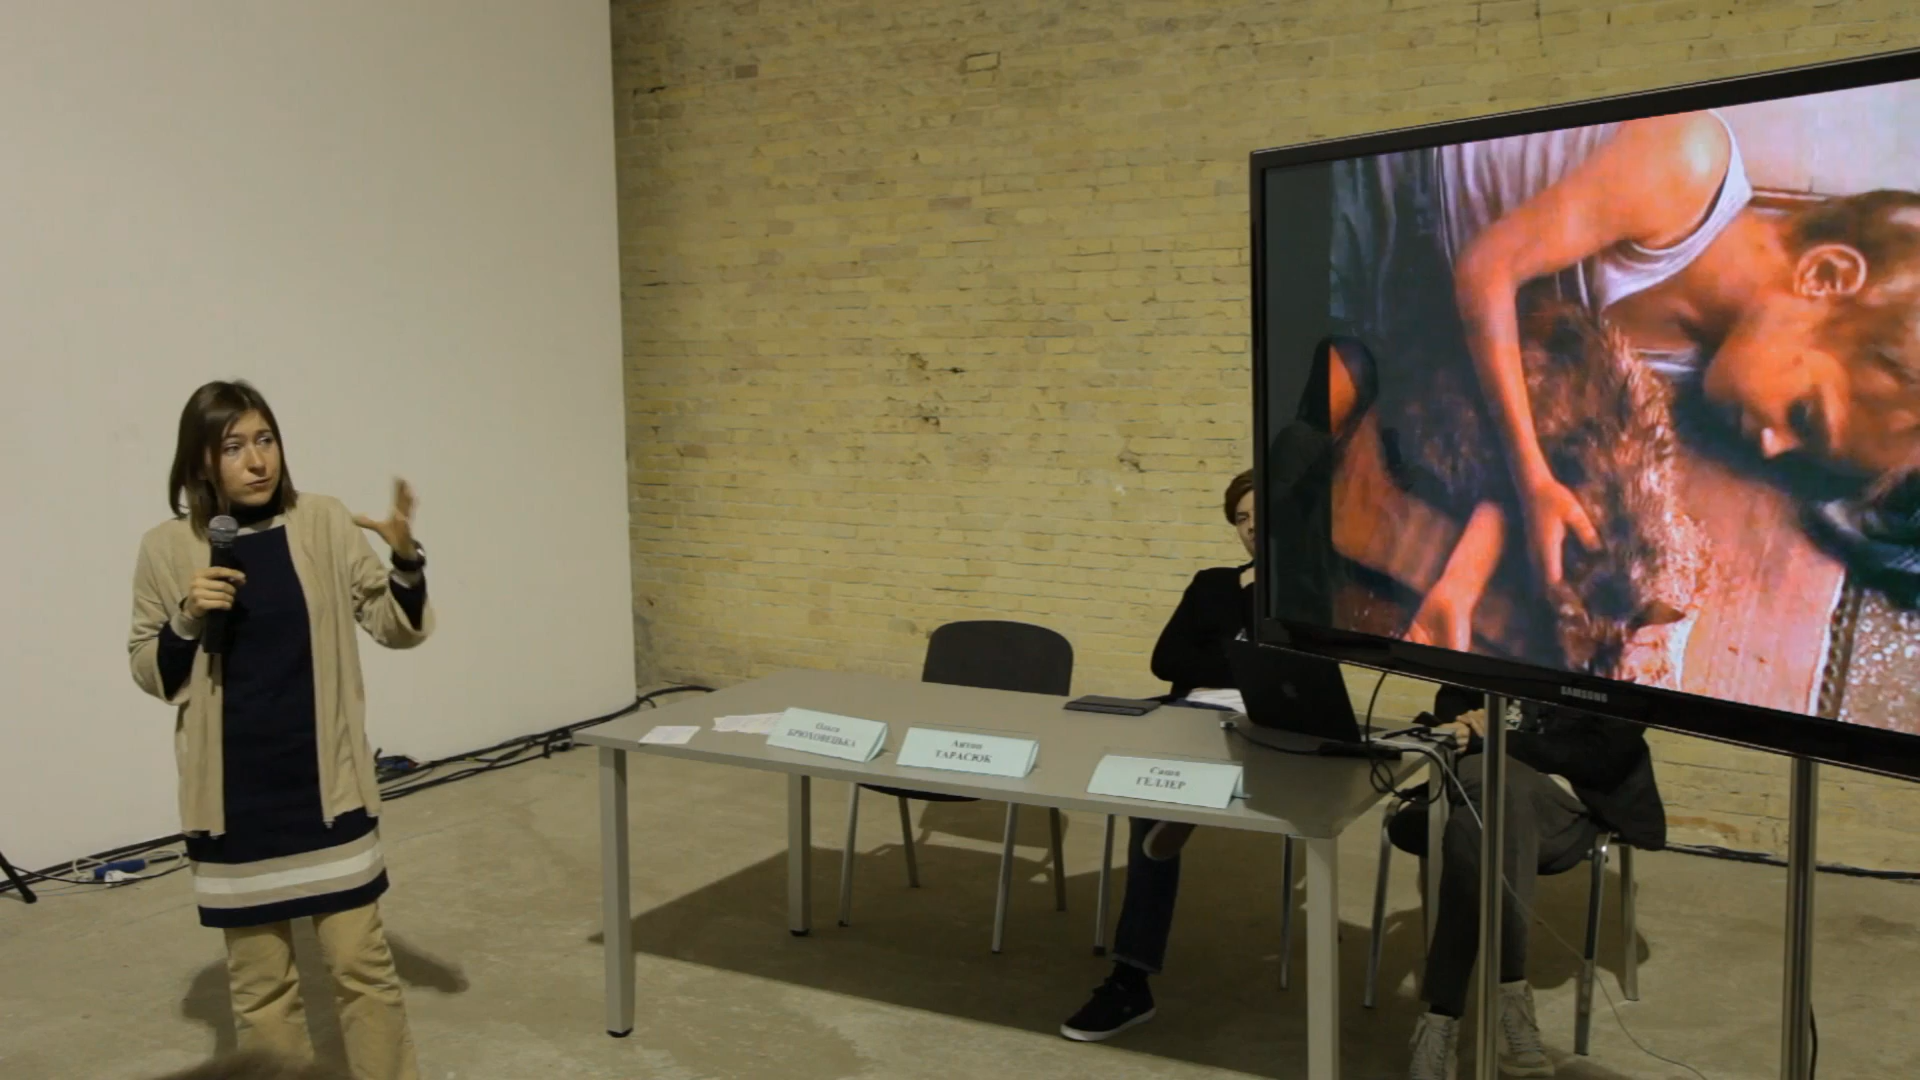 Ольга
БРЮХОВЕЦЬКА
Антон
ТАРАСЮК
Саша
ГЕЛЛЕР
SAMSUNG